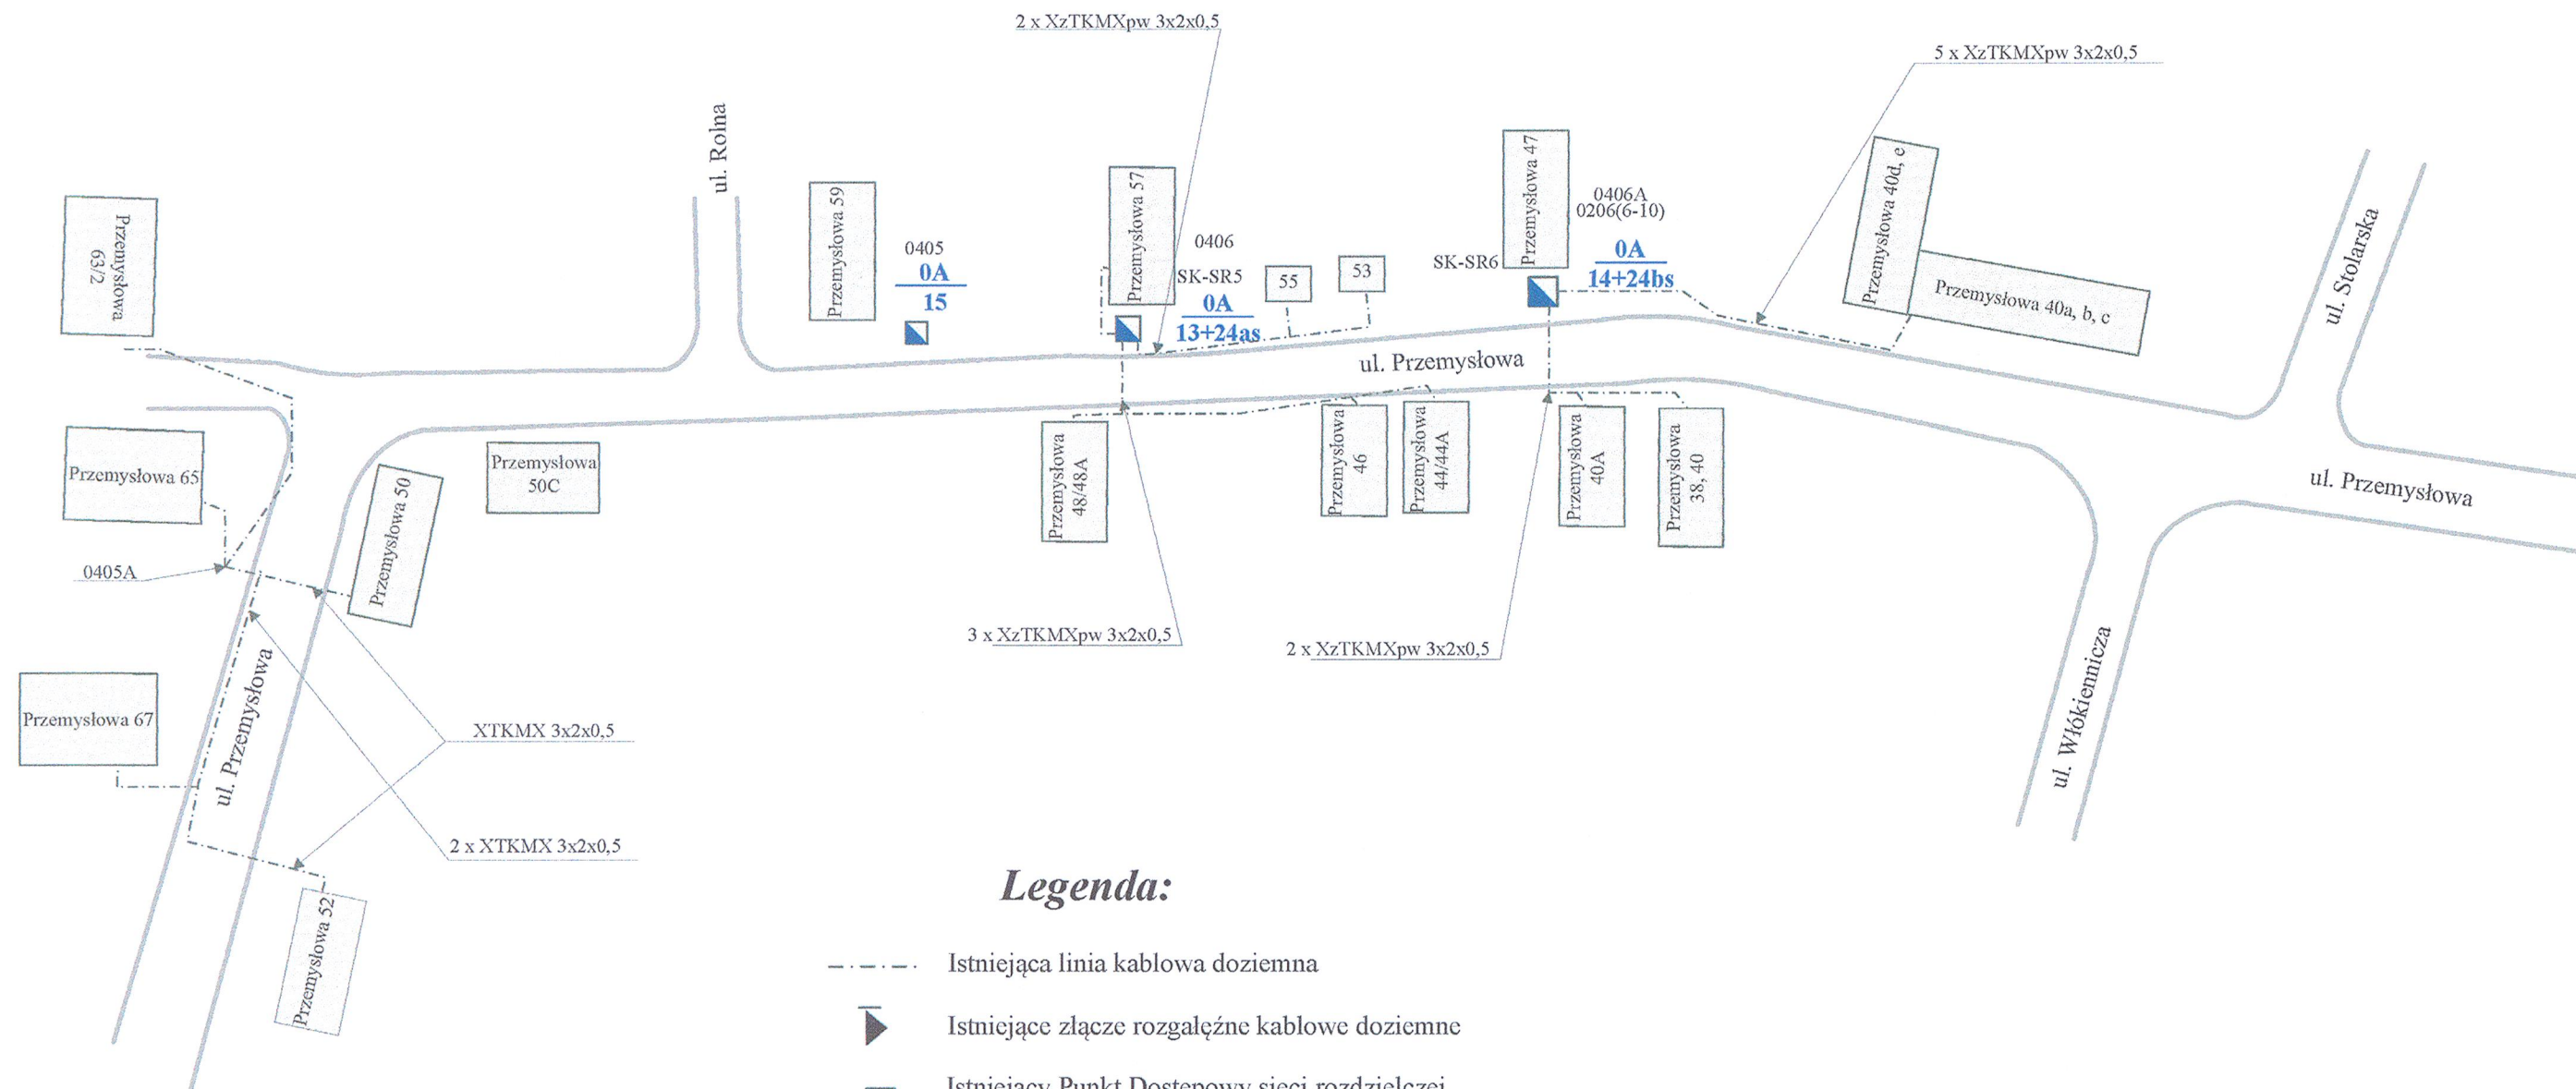 2 x XzTKMXpw 3x2x0,5
5 x XzTKMXpw 3x2x0,5
ul. Rolna
Przemysłowa
63/2
Przemysłowa 59
0405
0A
15
Przemysłowa 57
0406
SK-SR5
0A
13+24as
55
53
SK-SR6
Przemysłowa 47
0406A
0206(6-10)
0A
14+24bs
Przemysłowa 40d, e
Przemysłowa 40a, b, c
ul. Stolarska
ul. Przemysłowa
ul. Przemysłowa
Przemysłowa 65
Przemysłowa 50
Przemysłowa
50C
Przemysłowa
48/48A
Przemysłowa
46
Przemysłowa
44/44A
Przemysłowa
40A
Przemysłowa
38, 40
0405A
3 x XzTKMXpw 3x2x0,5
2 x XzTKMXpw 3x2x0,5
ul. Włókiennicza
Przemysłowa 67
ul. Przemysłowa
XTKMX 3x2x0,5
2 x XTKMX 3x2x0,5
Przemysłowa 52
Legenda:
Istniejąca linia kablowa doziemna
Istniejące złącze rozgałęźne kablowe doziemne
Istniejący Punkt Dostępowy sieci rozdzielczej